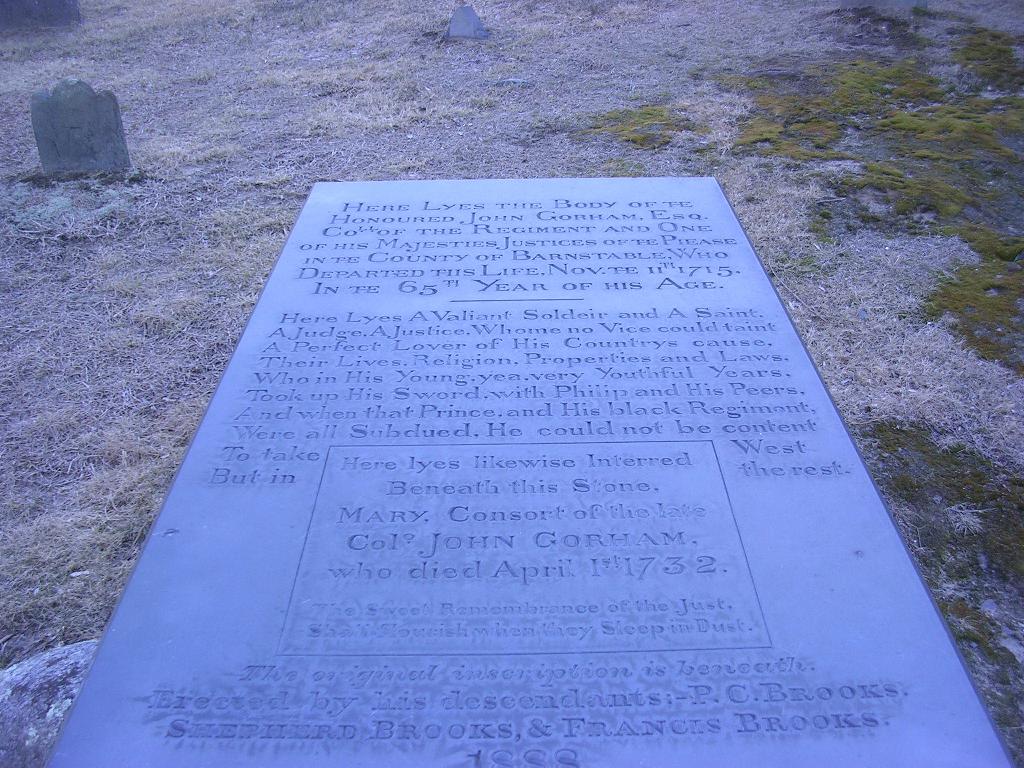 HERE LYES THE BODY OF TE
HONOURED, JOHN GORHAM, ESQ.
COLL OF THE REGIMENT AND ONE
OF HIS MAJESTIES JUSTICES OF TE PIEASE
IN TE COUNTY OF BARNSTABLE, WHO
DEPARTED THIS LIFE, NOV. TE 11TH 1715.
IN TE 65TH YEAR OF HIS AGE.
Here Lyes A Valiant Soldeir and A Saint,
A Judge, A Justice, Whome no Vice could taint
A Perfect Lover of His Countrys cause,
Their Lives, Religion, Properties and Laws.
Who in His Young, yea, very Youthful Years,
Took up His Sword, with Philip and His Peers,
And when that Prince, and His black Regiment,
Were all Subdued, He could not be content
To take West
But in the rest.
Here lyes likewise Interred
Beneath this Stone,
MARY, Consort of the late
Colo. JOHN GORHAM,
who died April 1st 1732.
The Sweet Remembrance of the Just,
Shall flourish when they Sleep in Dust.
The original inscription is beneath.
Erected by his descendants:- P. C. BROOKS,
SHEPHERD BROOKS, & FRANCIS BROOKS.
1888